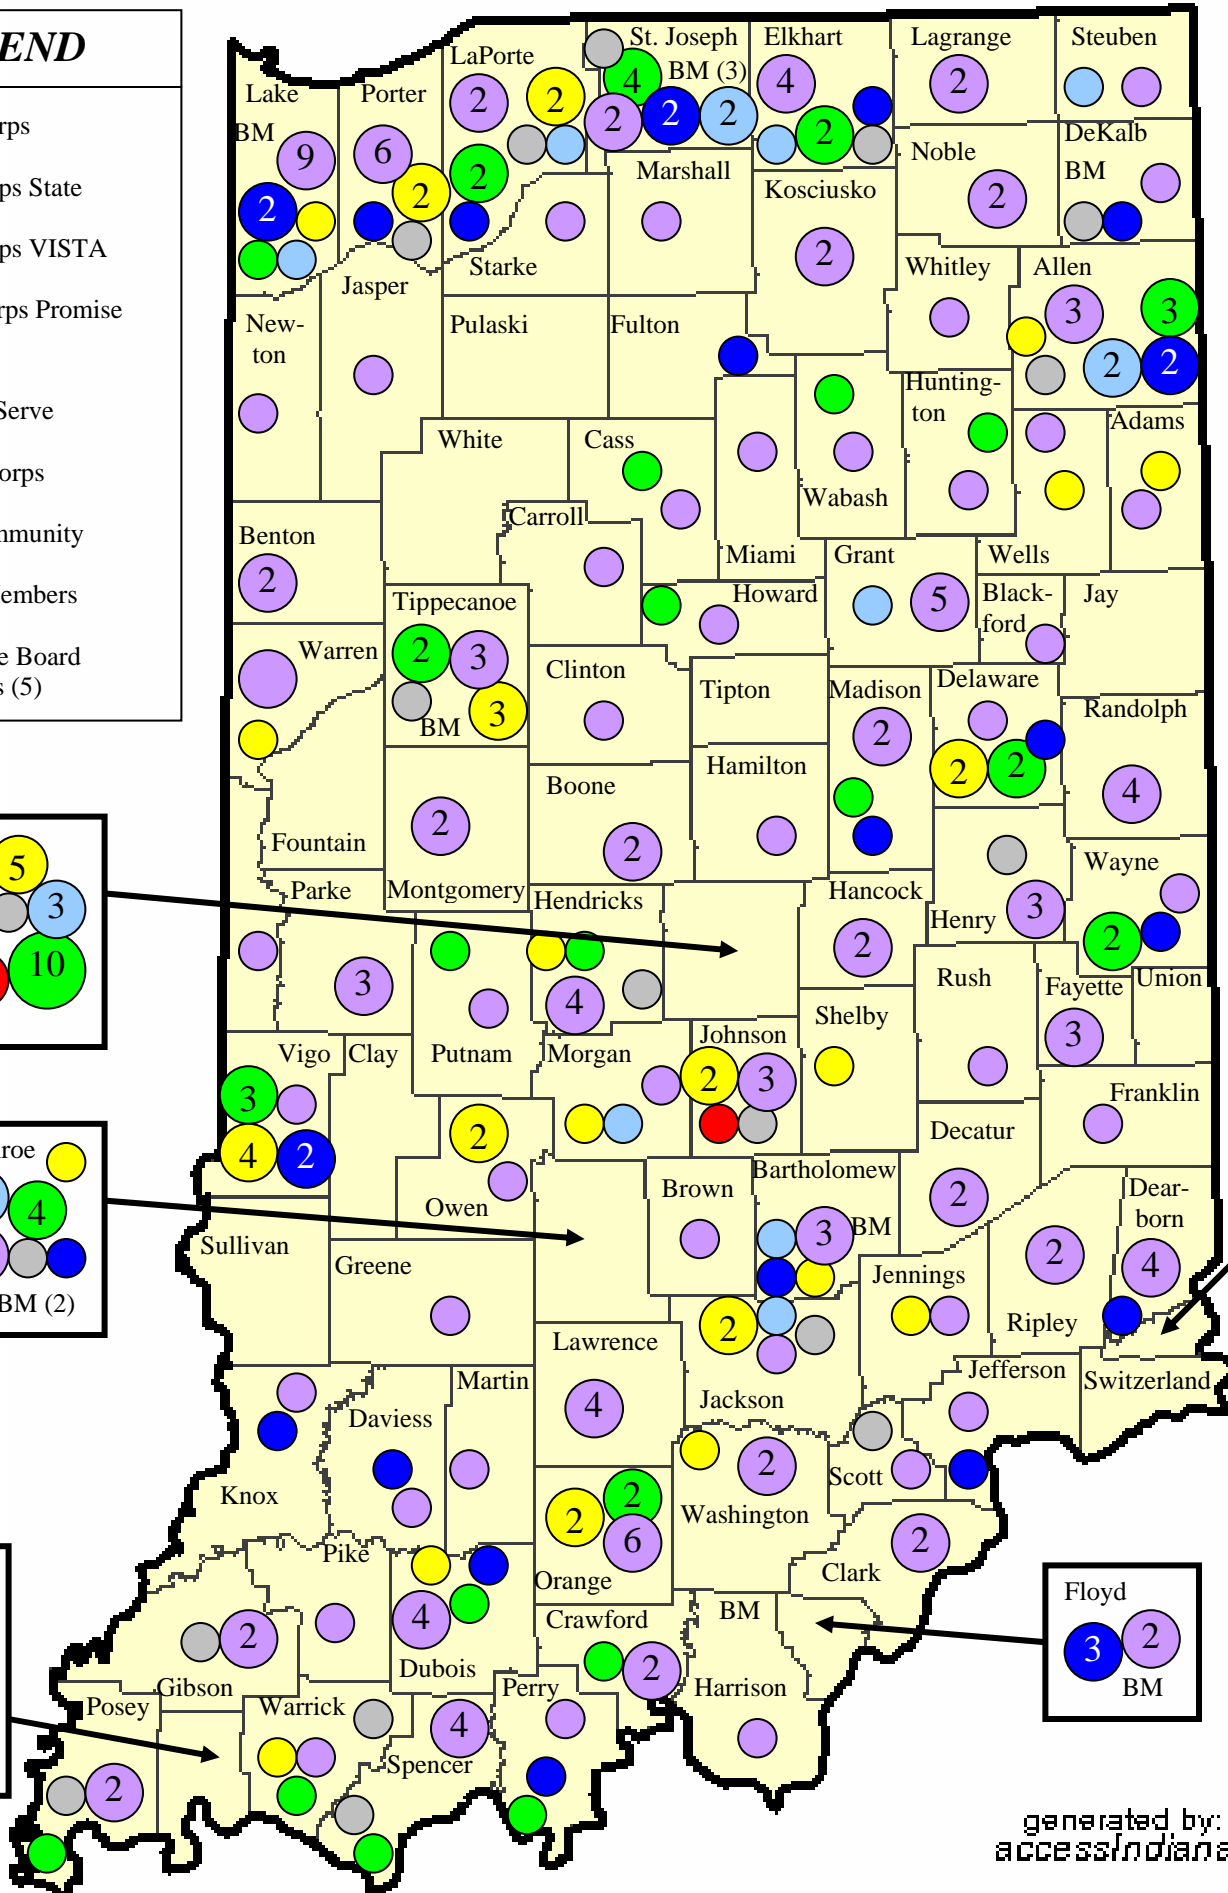 END
rps
ps State
ps VISTA
rps Promise
Serve
orps
mmunity
embers
e Board
s (5)
LaPorte
2
2
2
St. Joseph
4
BM (3)
2
2
2
Elkhart
4
2
Lagrange
2
Steuben
Lake
BM
9
2
Porter
6
2
Marshall
Kosciusko
2
Noble
2
DeKalb
BM
Starke
Jasper
Whitley
Allen
3
3
2
2
New-
ton
Pulaski
Fulton
Hunting-
ton
Adams
White
Cass
Wabash
Carroll
Benton
2
Miami
Grant
5
Wells
Tippecanoe
2
3
3
BM
Howard
Black-
ford
Jay
Warren
Clinton
Tipton
Madison
2
Delaware
2
2
Randolph
4
Hamilton
Boone
2
2
Fountain
5
3
10
Parke
3
Montgomery
Hendricks
4
Hancock
2
Henry
3
Wayne
2
Rush
Fayette
3
Union
Shelby
Vigo
3
4
2
Clay
Putnam
Morgan
Johnson
2
3
Franklin
Decatur
2
2
Owen
roe
4
BM (2)
Brown
Bartholomew
3
BM
Dear-
born
4
Sullivan
Greene
2
Ripley
Jennings
2
Jackson
Lawrence
4
Martin
Jefferson
Switzerland
Daviess
Knox
2
Washington
Scott
2
2
6
Orange
2
Clark
Pike
4
Dubois
Crawford
2
BM
Harrison
Floyd
3
2
BM
2
Gibson
Posey
2
Warrick
4
Spencer
Perry
generated by:
accessIndiana